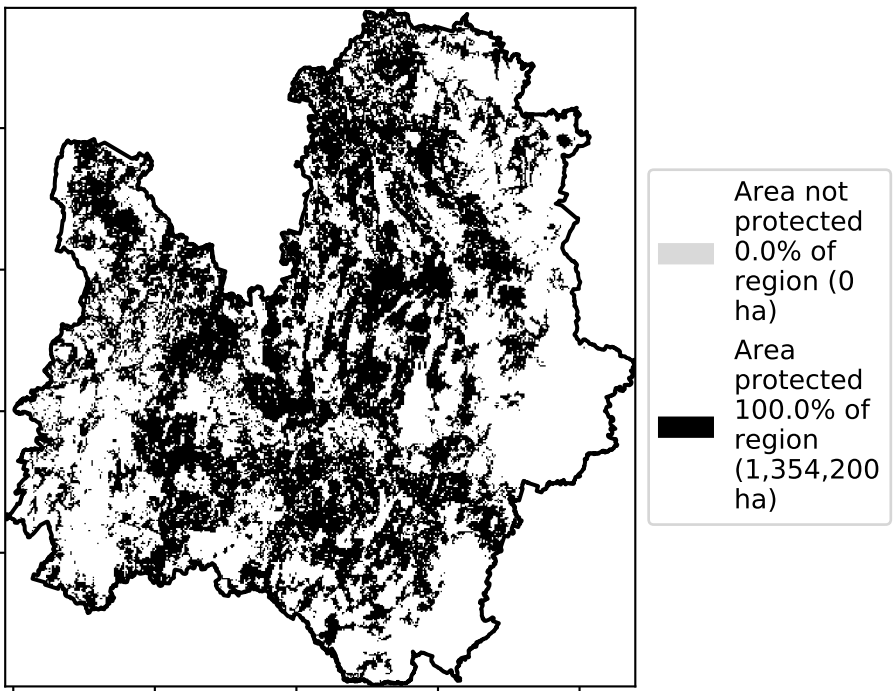 Area not
protected
0.0% of
region (0
ha)
Area
protected
100.0% of
region
(1,354,200
ha)